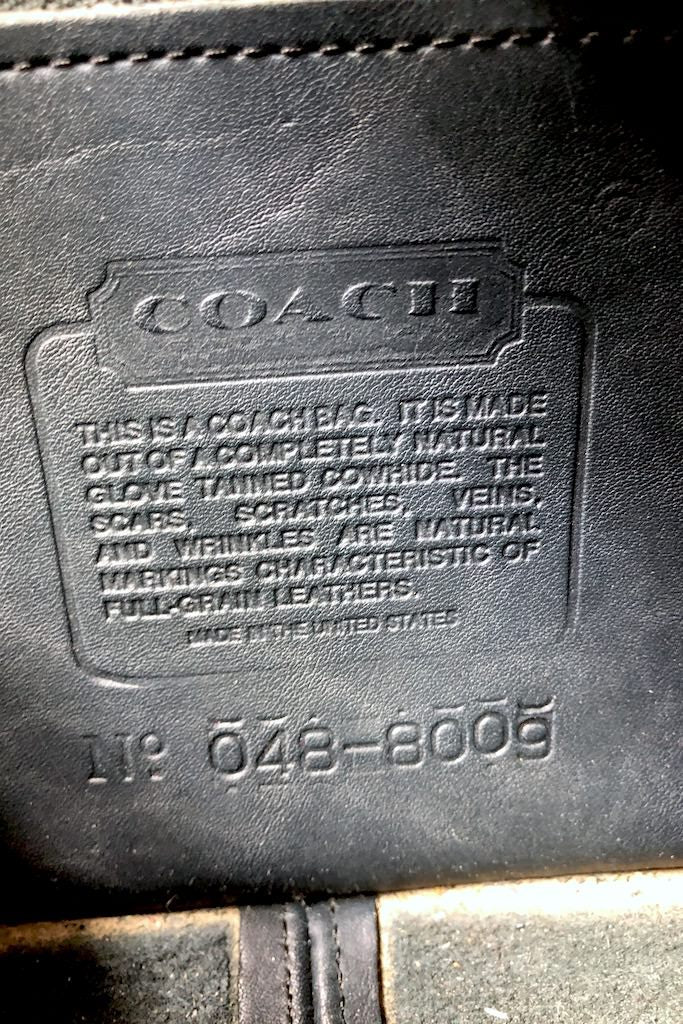 COACH
THIS IS A COACH BAG. IT IS MADE
OUT OF A COMPLETELY NATURAL
GLOVE TANNED COWHIDE. THE
SCARS, SCRATCHES, VEINS,
AND WRINKLES ARE NATURAL
MARKINGS CHARACTERISTIC OF
FULL-GRAIN LEATHERS.
MADE IN THE UNITED STATES
Nº 048-8009